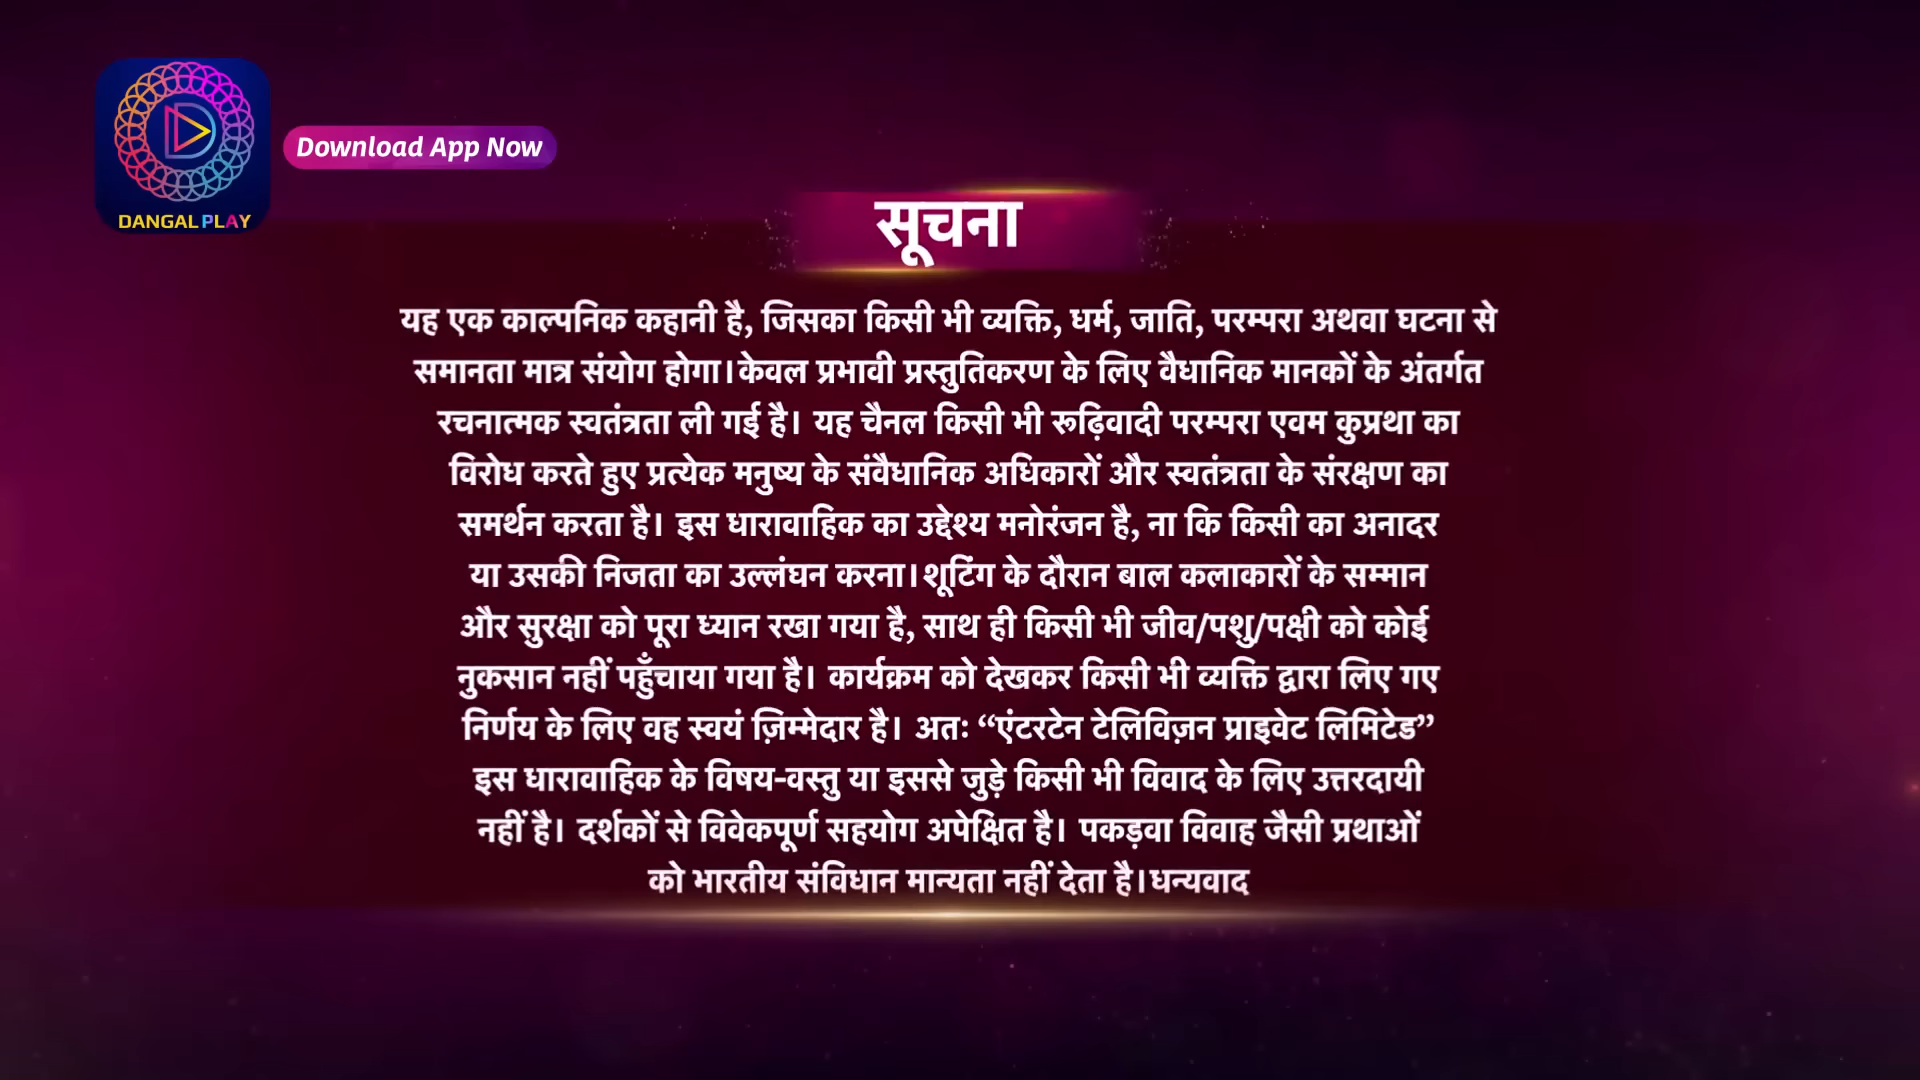 DANGAL PLAY
Download App Now
सूचना
यह एक काल्पनिक कहानी है, जिसका किसी भी व्यक्ति, धर्म, जाति, परम्परा अथवा घटना से
समानता मात्र संयोग होगा।केवल प्रभावी प्रस्तुतिकरण के लिए वैधानिक मानकों के अंतर्गत
रचनात्मक स्वतंत्रता ली गई है। यह चैनल किसी भी रूढ़िवादी परम्परा एवम कुप्रथा का
विरोध करते हुए प्रत्येक मनुष्य के संवैधानिक अधिकारों और स्वतंत्रता के संरक्षण का
समर्थन करता है। इस धारावाहिक का उद्देश्य मनोरंजन है, ना कि किसी का अनादर
या उसकी निजता का उल्लंघन करना।शूटिंग के दौरान बाल कलाकारों के सम्मान
और सुरक्षा को पूरा ध्यान रखा गया है, साथ ही किसी भी जीव/पशु/पक्षी को कोई
नुकसान नहीं पहुँचाया गया है। कार्यक्रम को देखकर किसी भी व्यक्ति द्वारा लिए गए
निर्णय के लिए वह स्वयं ज़िम्मेदार है। अतः “एंटरटेन टेलिविज़न प्राइवेट लिमिटेड”
इस धारावाहिक के विषय-वस्तु या इससे जुड़े किसी भी विवाद के लिए उत्तरदायी
नहीं है। दर्शकों से विवेकपूर्ण सहयोग अपेक्षित है। पकड़वा विवाह जैसी प्रथाओं
को भारतीय संविधान मान्यता नहीं देता है।धन्यवाद